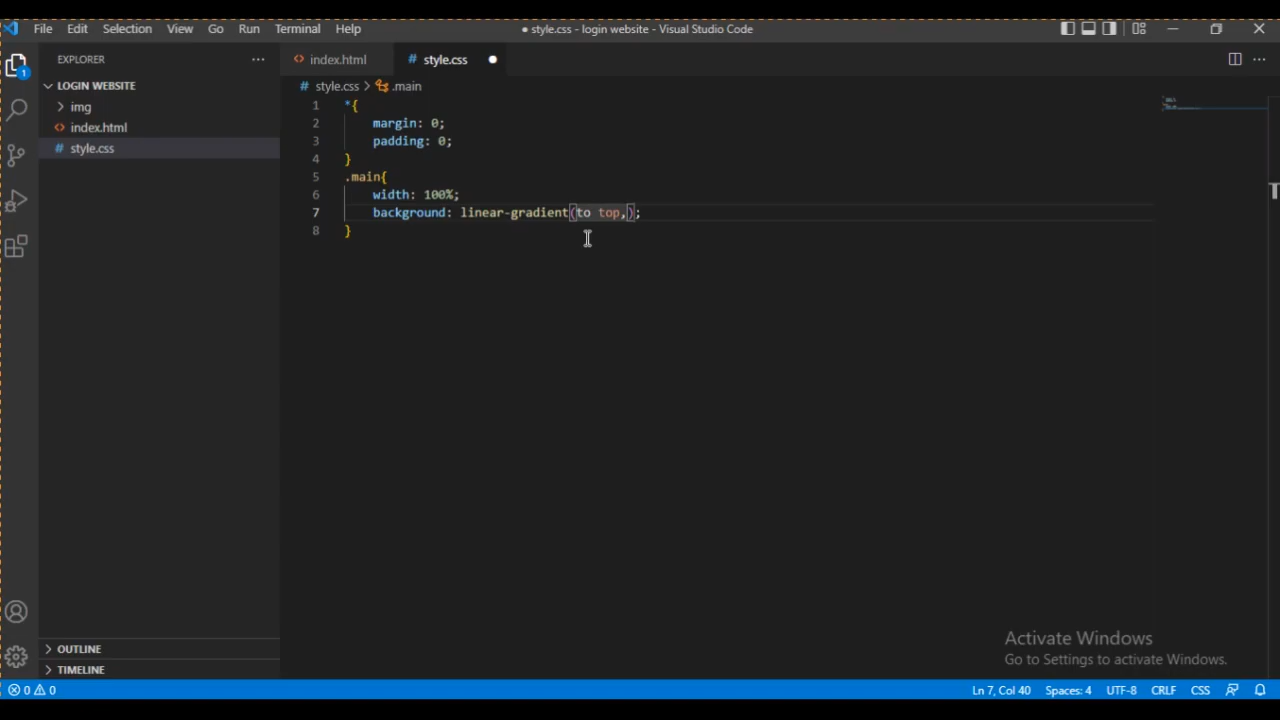 File Edit Selection View Go Run Terminal Help
● style.css - login website - Visual Studio Code
EXPLORER
index.html
# style.css
LOGIN WEBSITE
# style.css > .main
img
index.html
# style.css
1 *{
2 margin: 0;
3 padding: 0;
4 }
5 .main{
6 width: 100%;
7 background: linear-gradient(to top,);
8 }
1
OUTLINE
TIMELINE
Activate Windows
Go to Settings to activate Windows.
0 0
Ln 7, Col 40 Spaces: 4 UTF-8 CRLF CSS